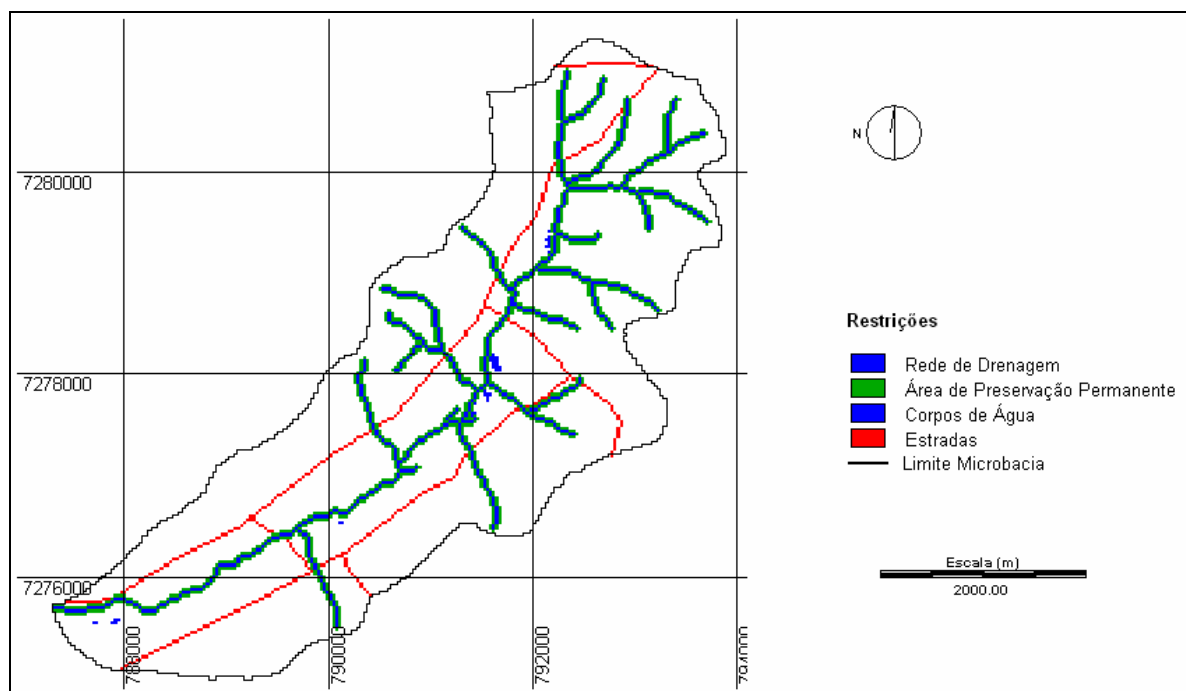 N
7280000
7278000
7276000
788000
790000
792000
794000
Restrições
Rede de Drenagem
Área de Preservação Permanente
Corpos de Água
Estradas
Limite Microbacia
Escala (m)
2000.00